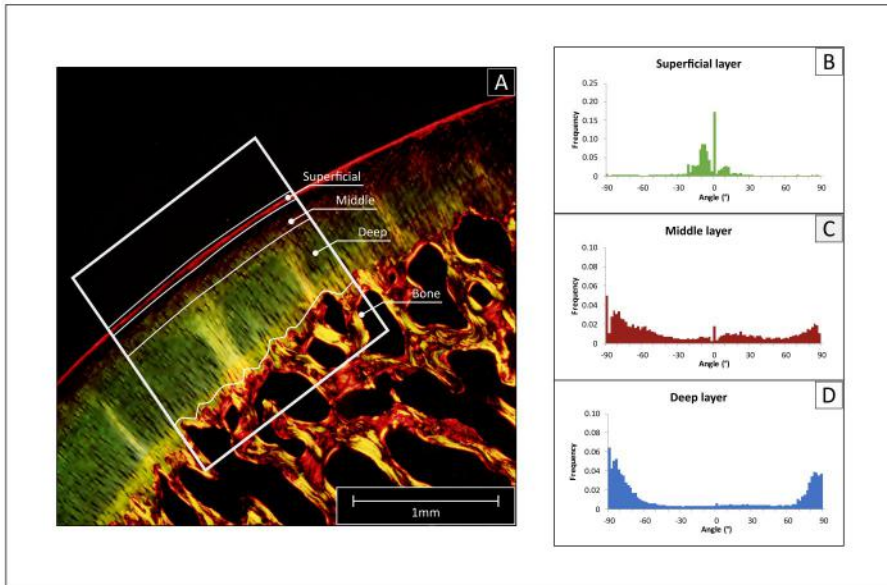 A
Superficial
Middle
Deep
Bone
1mm
Superficial layer
B
0.25
0.20
0.15
0.10
0.05
0
Frequency
-90 -60 -30 0 30 60 90
Angle (°)
Middle layer
C
0.10
0.08
0.06
0.04
0.02
0
Frequency
-90 -60 -30 0 30 60 90
Angle (°)
Deep layer
D
0.10
0.08
0.06
0.04
0.02
0
Frequency
-90 -60 -30 0 30 60 90
Angle (°)